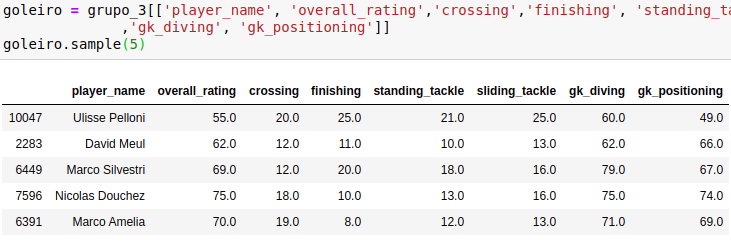 goleiro = grupo_3[['player_name', 'overall_rating','crossing','finishing', 'standing_ta
,'gk_diving', 'gk_positioning']]
goleiro.sample(5)
player_name overall_rating crossing finishing standing_tackle sliding_tackle gk_diving gk_positioning
10047 Ulisse Pelloni 55.0 20.0 25.0 21.0 25.0 60.0 49.0
2283 David Meul 62.0 12.0 11.0 10.0 13.0 62.0 66.0
6449 Marco Silvestri 69.0 12.0 20.0 18.0 16.0 79.0 67.0
7596 Nicolas Douchez 75.0 18.0 10.0 13.0 16.0 75.0 74.0
6391 Marco Amelia 70.0 19.0 8.0 12.0 13.0 71.0 69.0